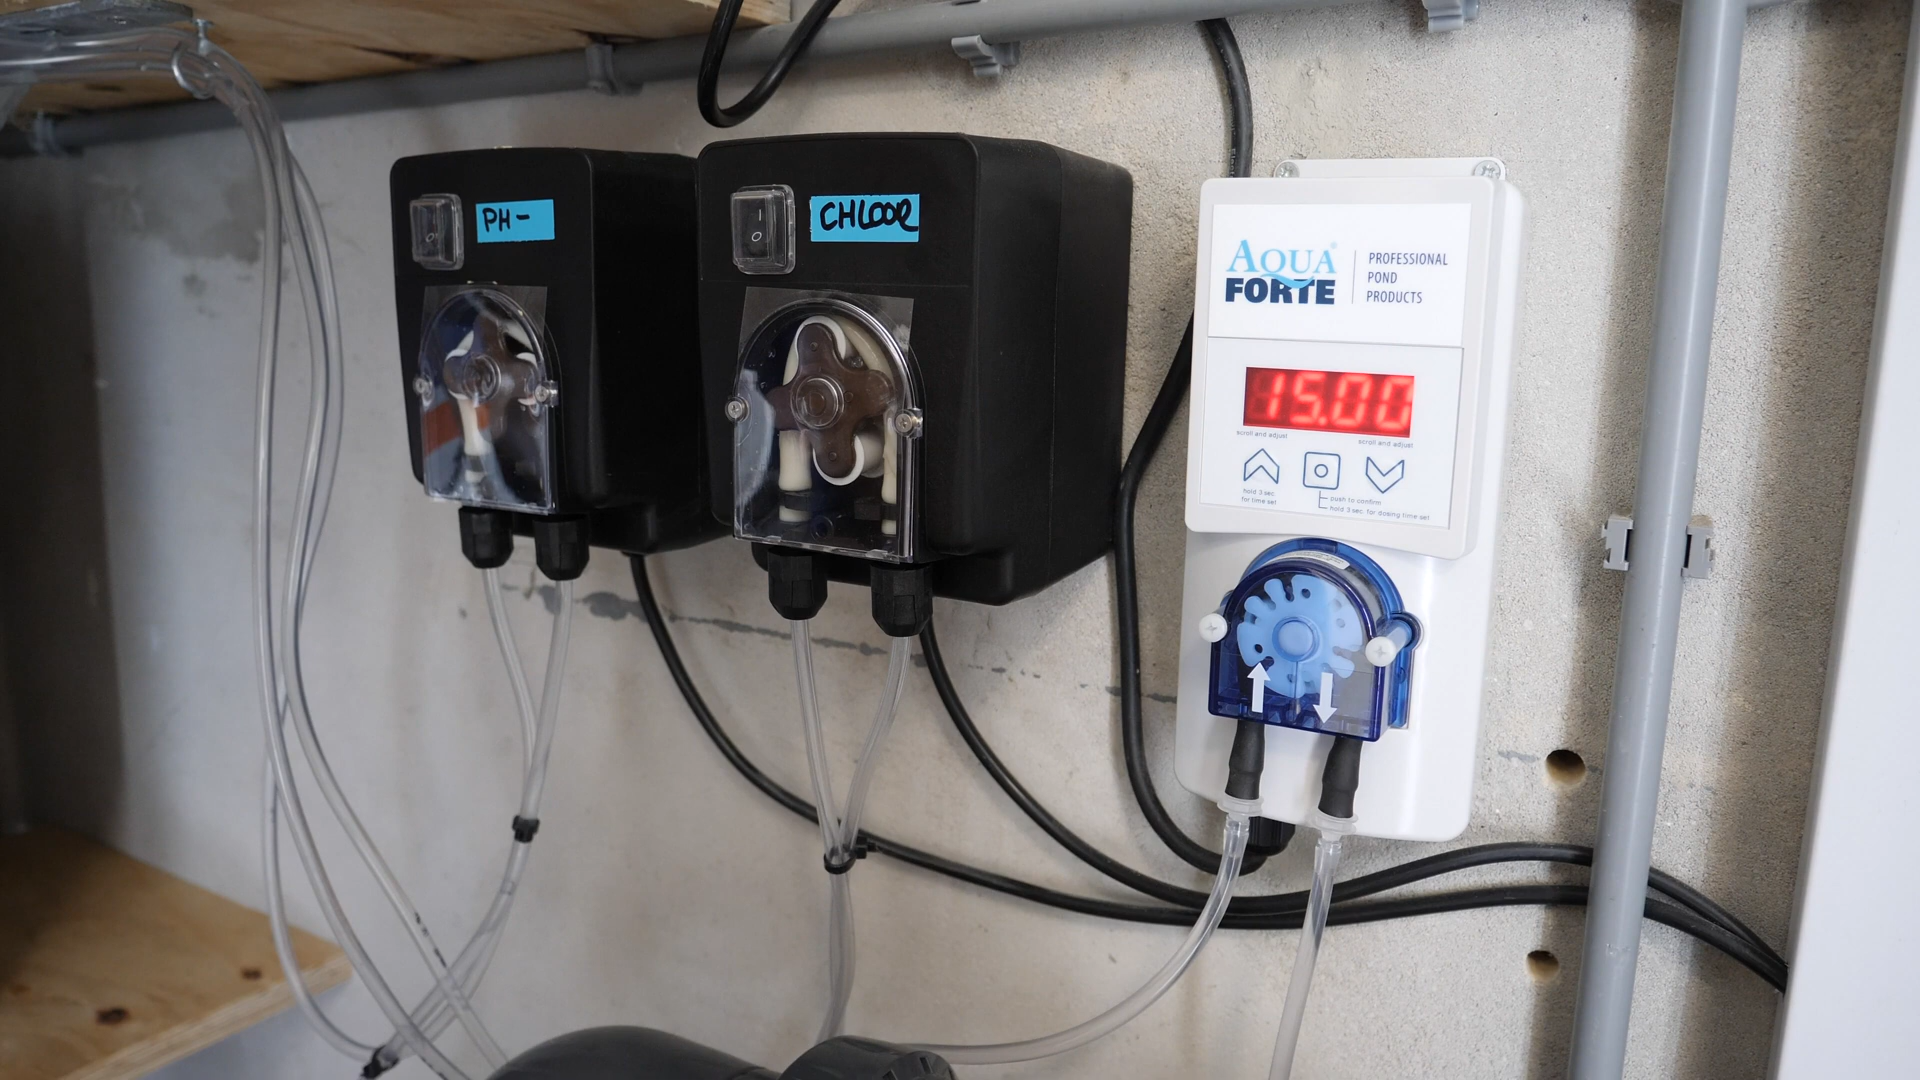 PH-
CHLOOR
AQUA®
FORTE
PROFESSIONAL
POND
PRODUCTS
15.00
scroll and adjust
scroll and adjust
hold 3 sec.
for time set
push to confirm
hold 3 sec. for dosing time set